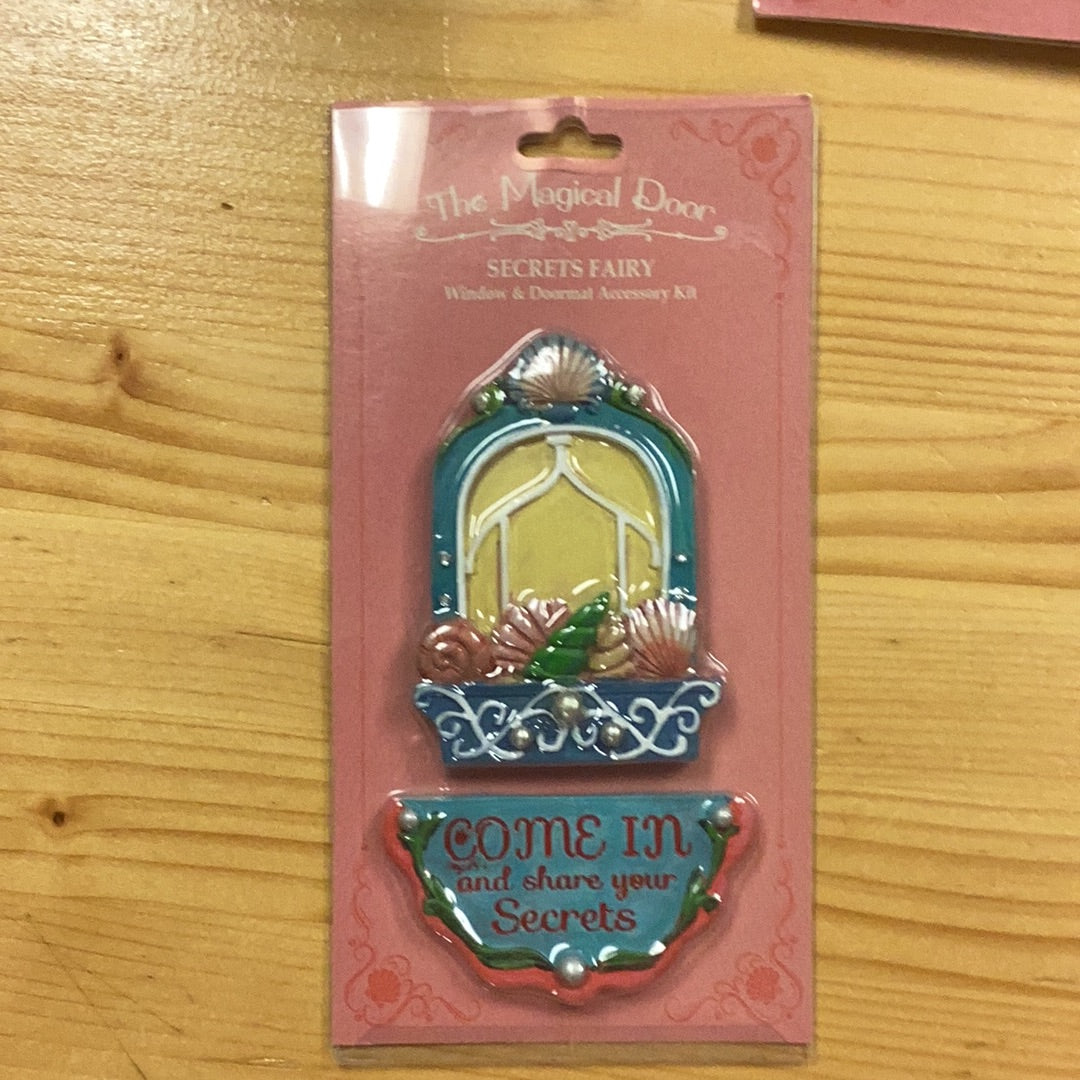 The Magical Door
SECRETS FAIRY
Window & Doormat Accessory Kit
COME IN
and share your
Secrets